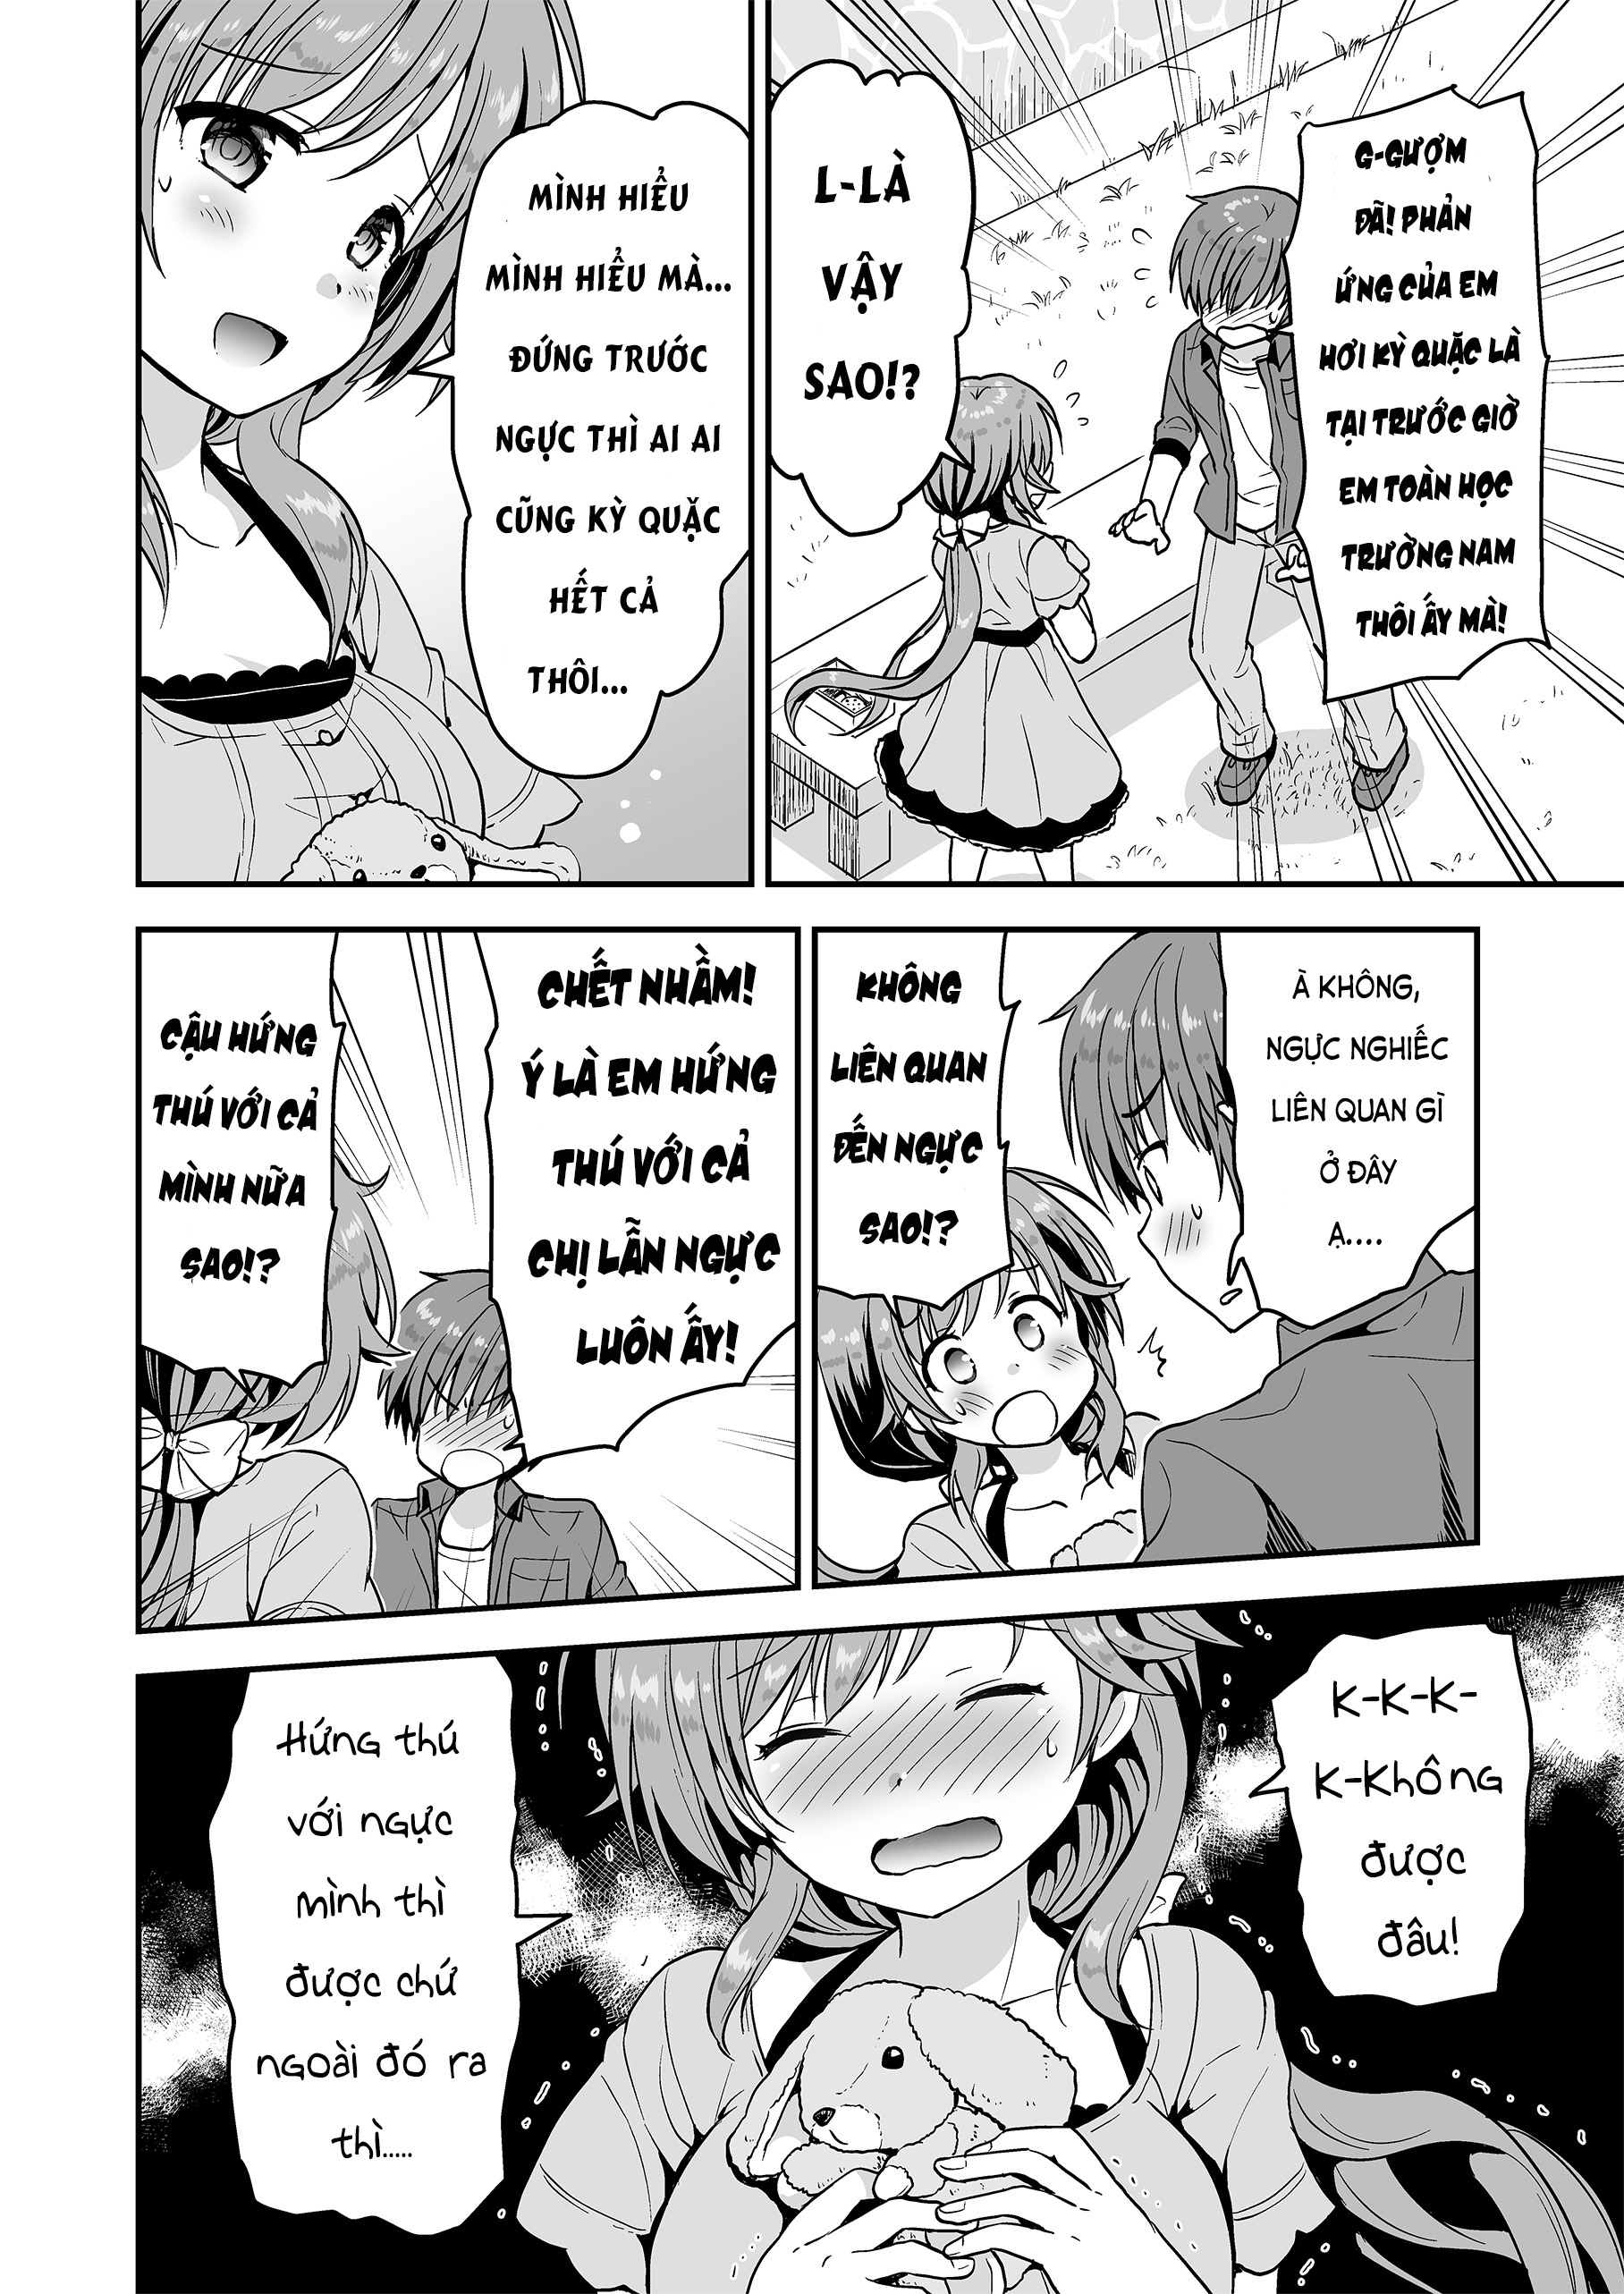 G-GƯỢM
ĐÃ! PHẢN
ỨNG CỦA EM
HƠI KỲ QUẶC LÀ
TẠI TRƯỚC GIỜ
EM TOÀN HỌC
TRƯỜNG NAM
THÔI ẤY MÀ!
L-LÀ
VẬY
SAO!?
MÌNH HIỂU
MÌNH HIỂU MÀ...
ĐỨNG TRƯỚC
NGỰC THÌ AI AI
CŨNG KỲ QUẶC
HẾT CẢ
THÔI...
À KHÔNG,
NGỰC NGHIẾC
LIÊN QUAN GÌ
Ở ĐÂY
Ạ....
KHÔNG
LIÊN QUAN
ĐẾN NGỰC
SAO!?
CHẾT NHẦM!
Ý LÀ EM HỨNG
THÚ VỚI CẢ
CHỊ LẪN NGỰC
LUÔN ẤY!
CẬU HỨNG
THÚ VỚI CẢ
MÌNH NỮA
SAO!?
K-K-K-
K-Không
được
đâu!
Hứng thú
với ngực
mình thì
được chứ
ngoài đó ra
thì.....